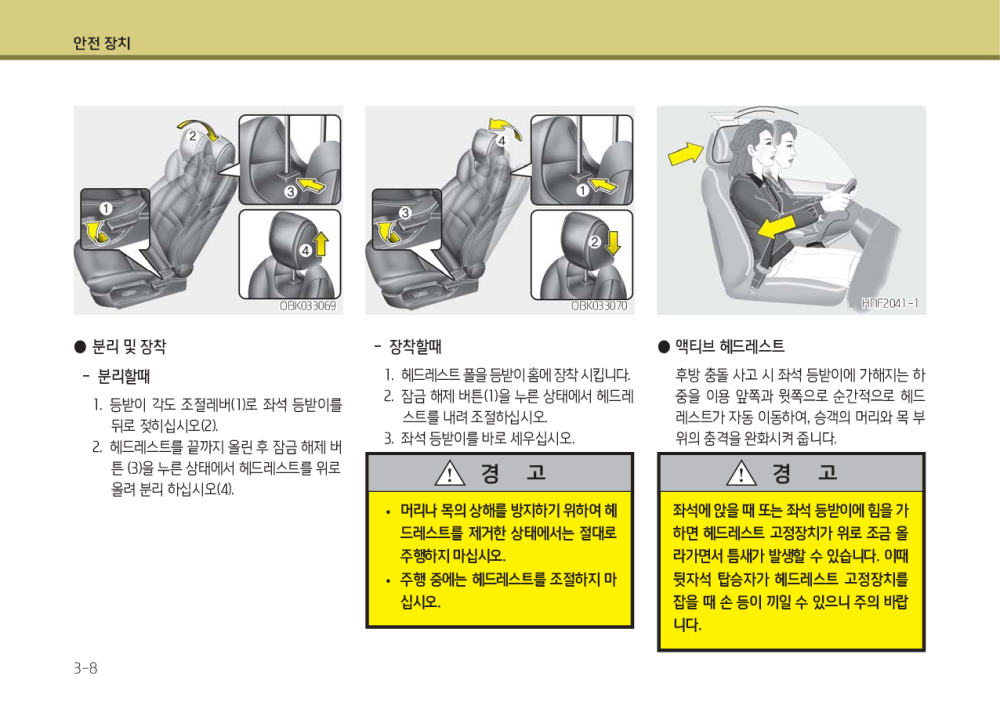 안전 장치
2
1
3
4
OBK033069
4
3
1
2
OBK033070
HNF2041-1
● 분리 및 장착
- 분리할때
1. 등받이 각도 조절레버(1)로 좌석 등받이를
뒤로 젖히십시오(2).
2. 헤드레스트를 끝까지 올린 후 잠금 해제 버
튼 (3)을 누른 상태에서 헤드레스트를 위로
올려 분리 하십시오(4).
- 장착할때
1. 헤드레스트 폴을 등받이 홈에 장착 시킵니다.
2. 잠금 해제 버튼(1)을 누른 상태에서 헤드레
스트를 내려 조절하십시오.
3. 좌석 등받이를 바로 세우십시오.
경 고
• 머리나 목의 상해를 방지하기 위하여 헤
드레스트를 제거한 상태에서는 절대로
주행하지 마십시오.
• 주행 중에는 헤드레스트를 조절하지 마
십시오.
● 액티브 헤드레스트
후방 충돌 사고 시 좌석 등받이에 가해지는 하
중을 이용 앞쪽과 윗쪽으로 순간적으로 헤드
레스트가 자동 이동하여, 승객의 머리와 목 부
위의 충격을 완화시켜 줍니다.
경 고
좌석에 앉을 때 또는 좌석 등받이에 힘을 가
하면 헤드레스트 고정장치가 위로 조금 올
라가면서 틈새가 발생할 수 있습니다. 이때
뒷자석 탑승자가 헤드레스트 고정장치를
잡을 때 손 등이 끼일 수 있으니 주의 바랍
니다.
3-8